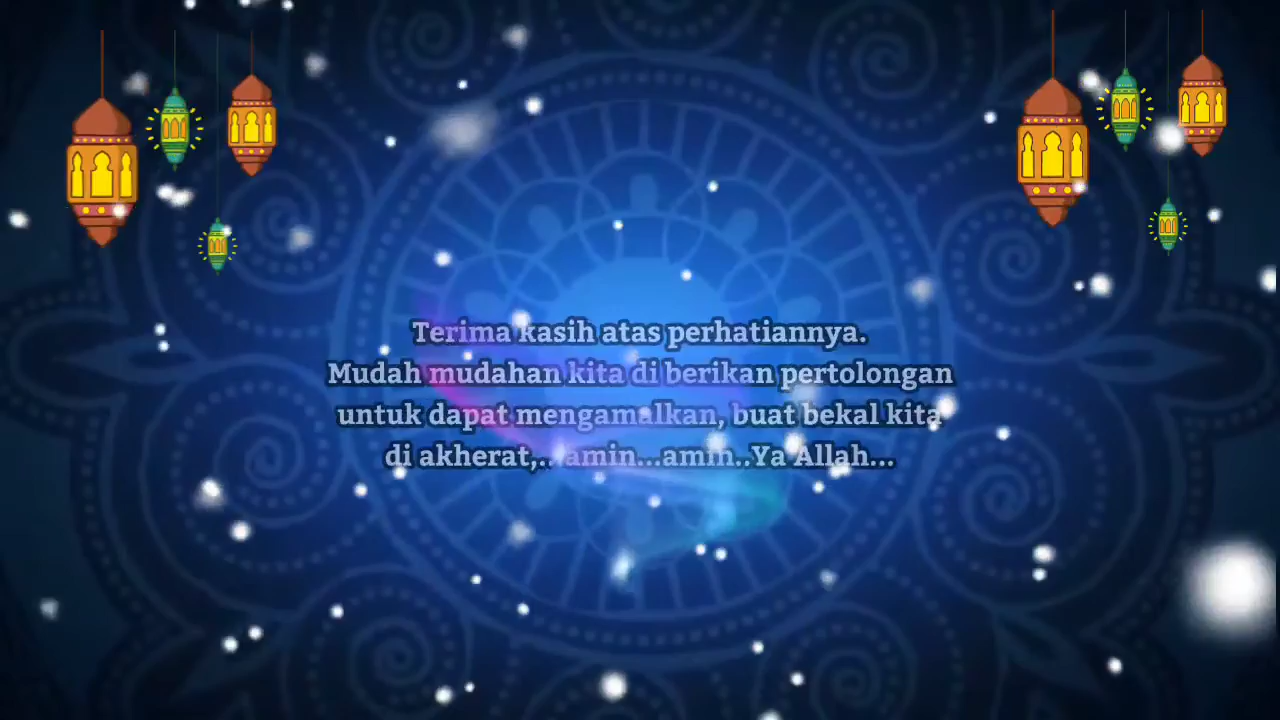 Terima kasih atas perhatiannya.
Mudah mudahan kita di berikan pertolongan
untuk dapat mengamalkan, buat bekal kita
di akherat,...amin...amin..Ya Allah...